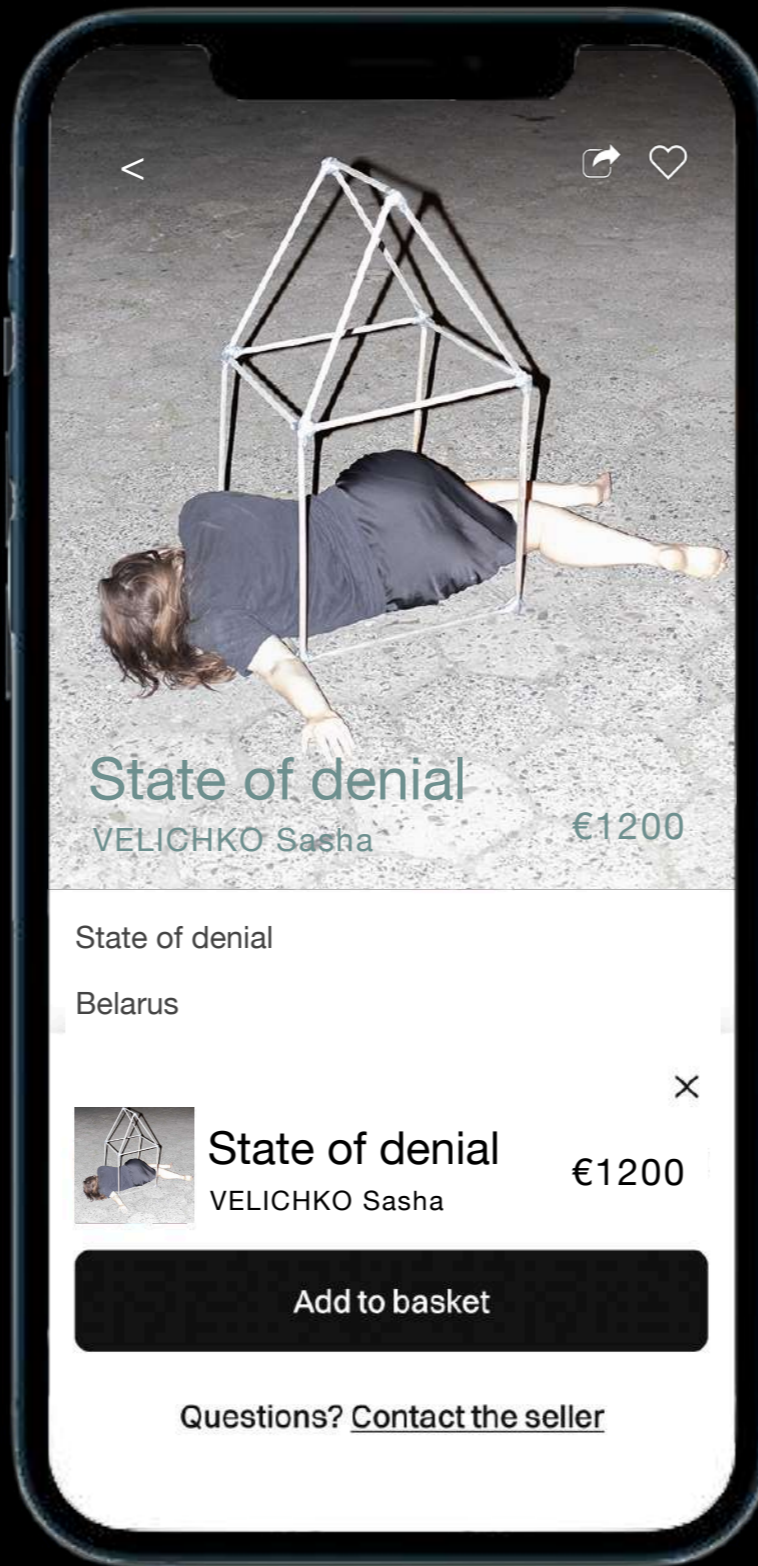 <
State of denial
VELICHKO Sasha
€1200
State of denial
Belarus
State of denial
VELICHKO Sasha
€1200
Add to basket
Questions? Contact the seller